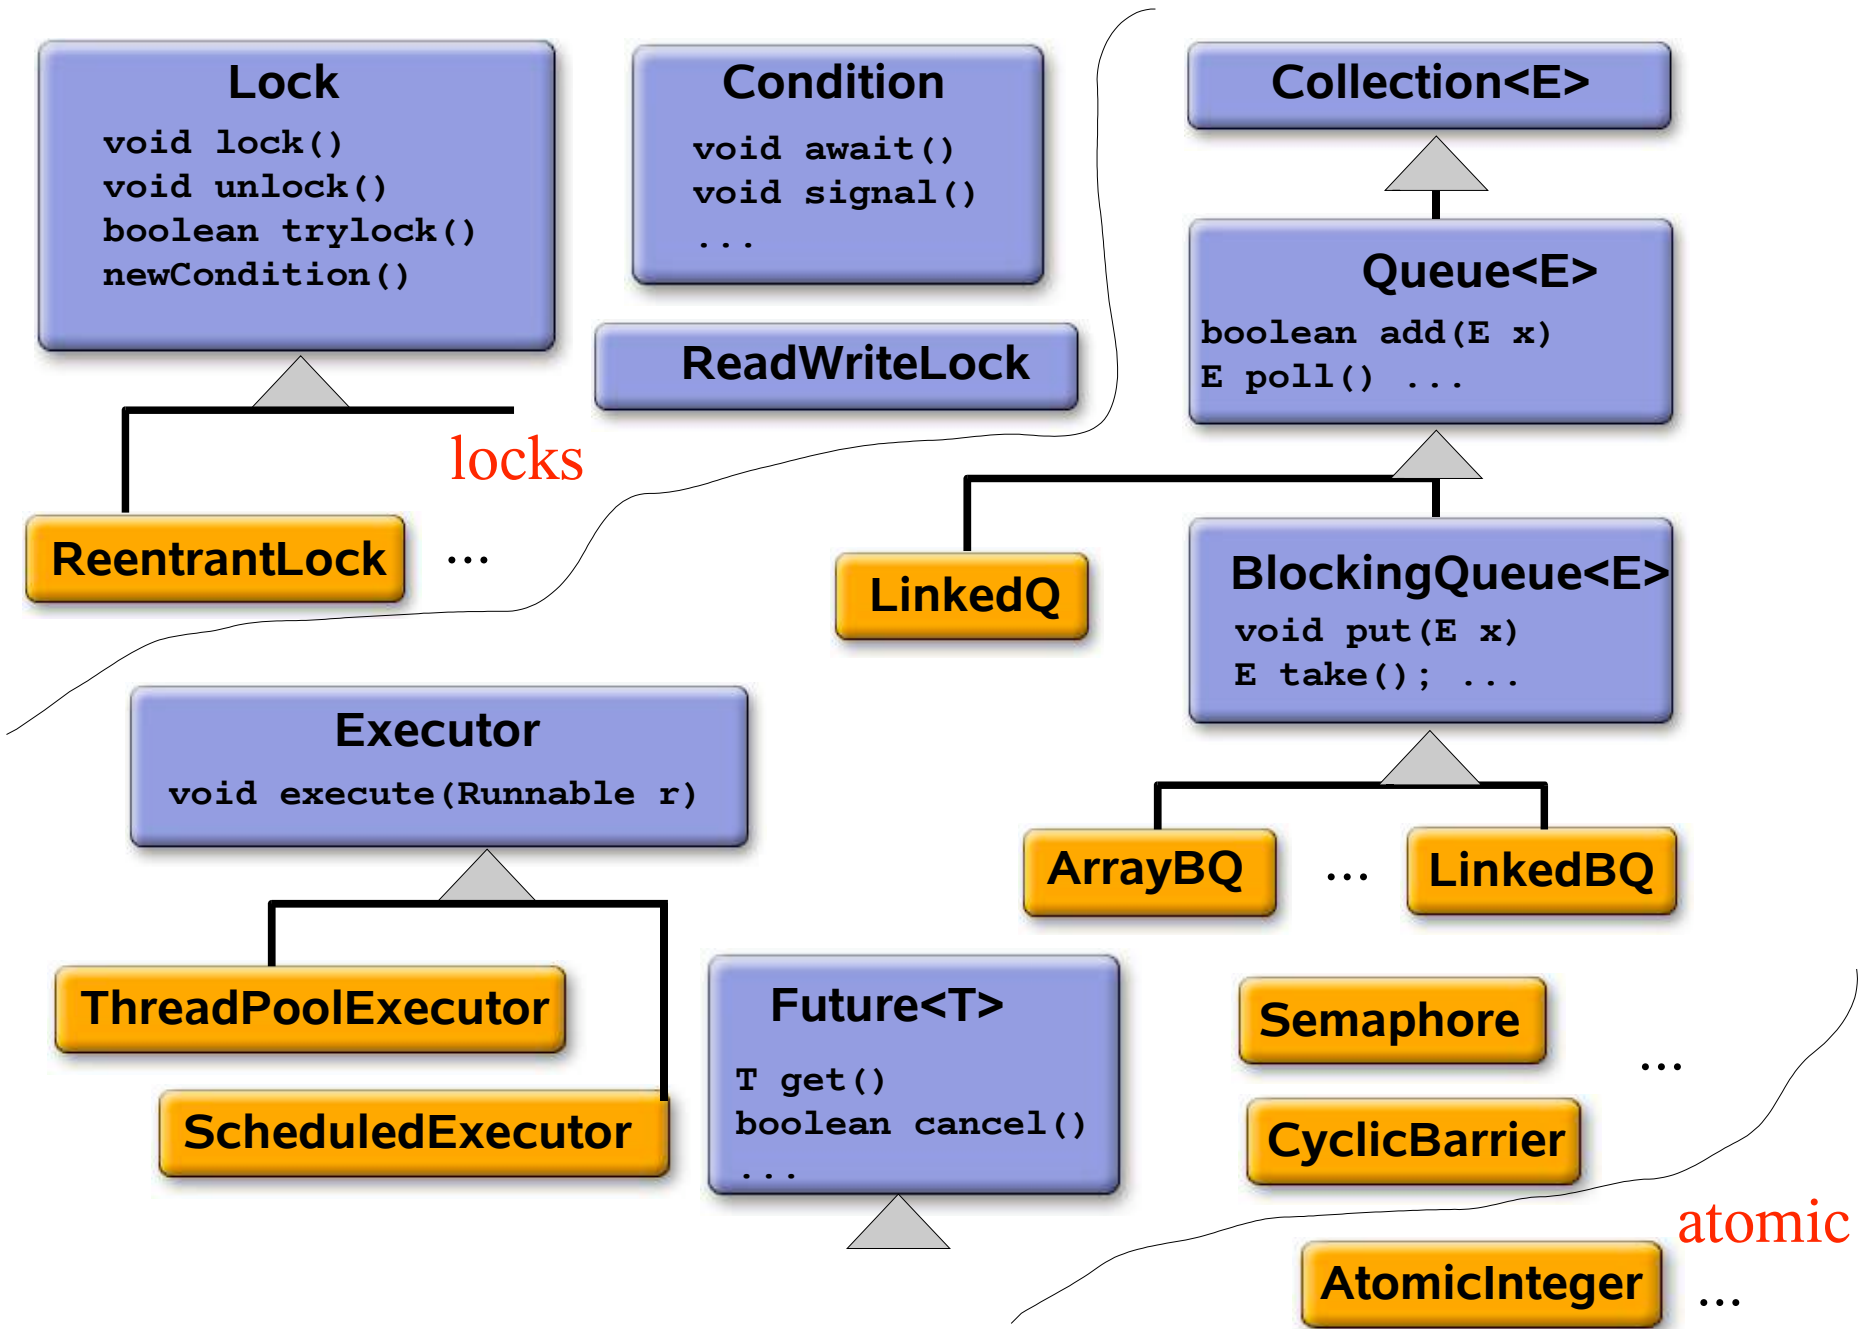 Lock
void lock()
void unlock()
boolean trylock()
newCondition()
Condition
void await()
void signal()
...
ReadWriteLock
locks
ReentrantLock
...
Collection<E>
Queue<E>
boolean add(E x)
E poll() ...
LinkedQ
BlockingQueue<E>
void put(E x)
E take(); ...
ArrayBQ
...
LinkedBQ
Executor
void execute(Runnable r)
ThreadPoolExecutor
ScheduledExecutor
Future<T>
T get()
boolean cancel()
...
Semaphore
...
CyclicBarrier
atomic
AtomicInteger
...